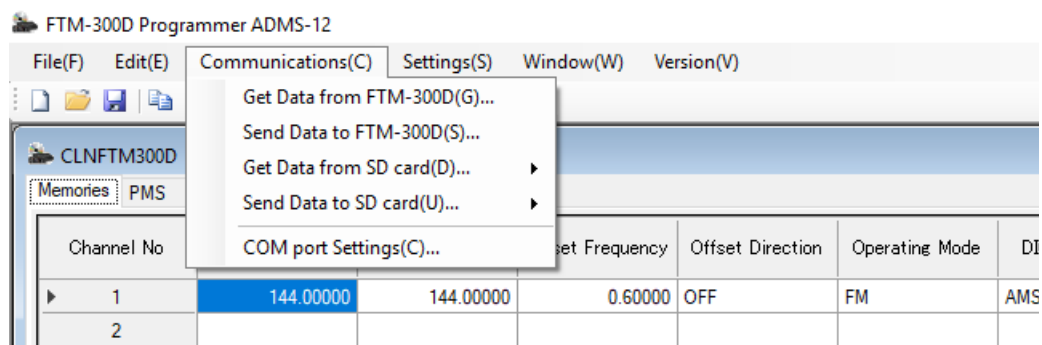 FTM-300D Programmer ADMS-12
File(F) Edit(E) Communications(C) Settings(S) Window(W) Version(V)
Get Data from FTM-300D(G)...
Send Data to FTM-300D(S)...
Get Data from SD card(D)...
Send Data to SD card(U)...
COM port Settings(C)...
CLNFTM300D
Memories PMS
Channel No set Frequency Offset Direction Operating Mode
1 144.00000 144.00000 0.60000 OFF FM AMS
2